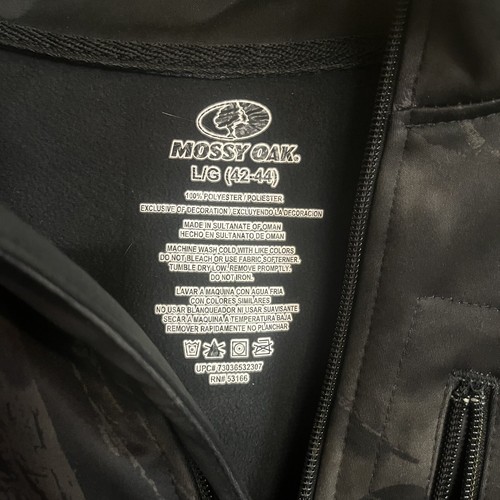 MOSSY OAK.
L/G (42-44)
100% POLYESTER / POLIESTER
EXCLUSIVE OF DECORATION / EXCLUYENDO LA DECORACION
MADE IN SULTANATE OF OMAN
HECHO EN SULTANATO DE OMAN
MACHINE WASH COLD WITH LIKE COLORS
DO NOT BLEACH OR USE FABRIC SOFTERNER.
TUMBLE DRY LOW. REMOVE PROMPTLY.
DO NOT IRON.
LAVAR A MAQUINA CON AGUA FRIA
CON COLORES SIMILARES
NO USAR BLANQUEADOR NI USAR SUAVISANTE
SECAR A MAQUINA A TEMPERATURA BAJA
REMOVER RAPIDAMENTE NO PLANCHAR
UPC# 73036532307
RN# 53166